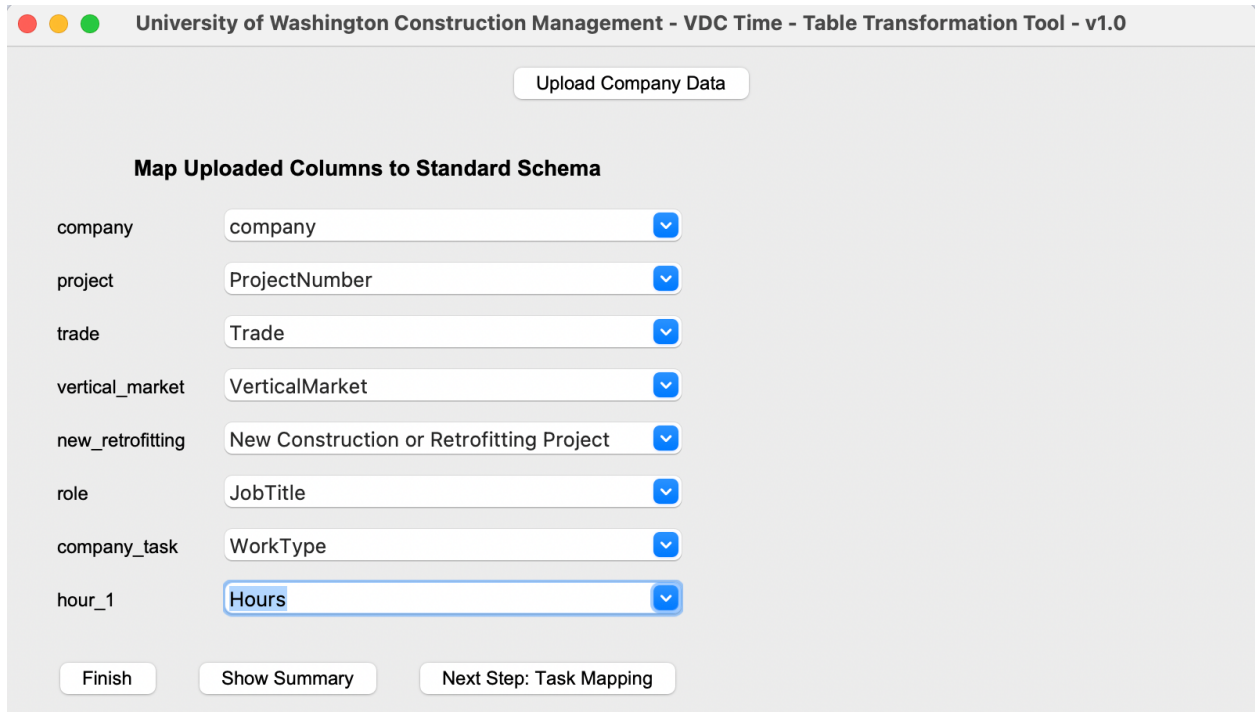 University of Washington Construction Management - VDC Time - Table Transformation Tool - v1.0
Upload Company Data
Map Uploaded Columns to Standard Schema
company company
project ProjectNumber
trade Trade
vertical_market VerticalMarket
new_retrofitting New Construction or Retrofitting Project
role JobTitle
company_task WorkType
hour_1 Hours
Finish Show Summary Next Step: Task Mapping